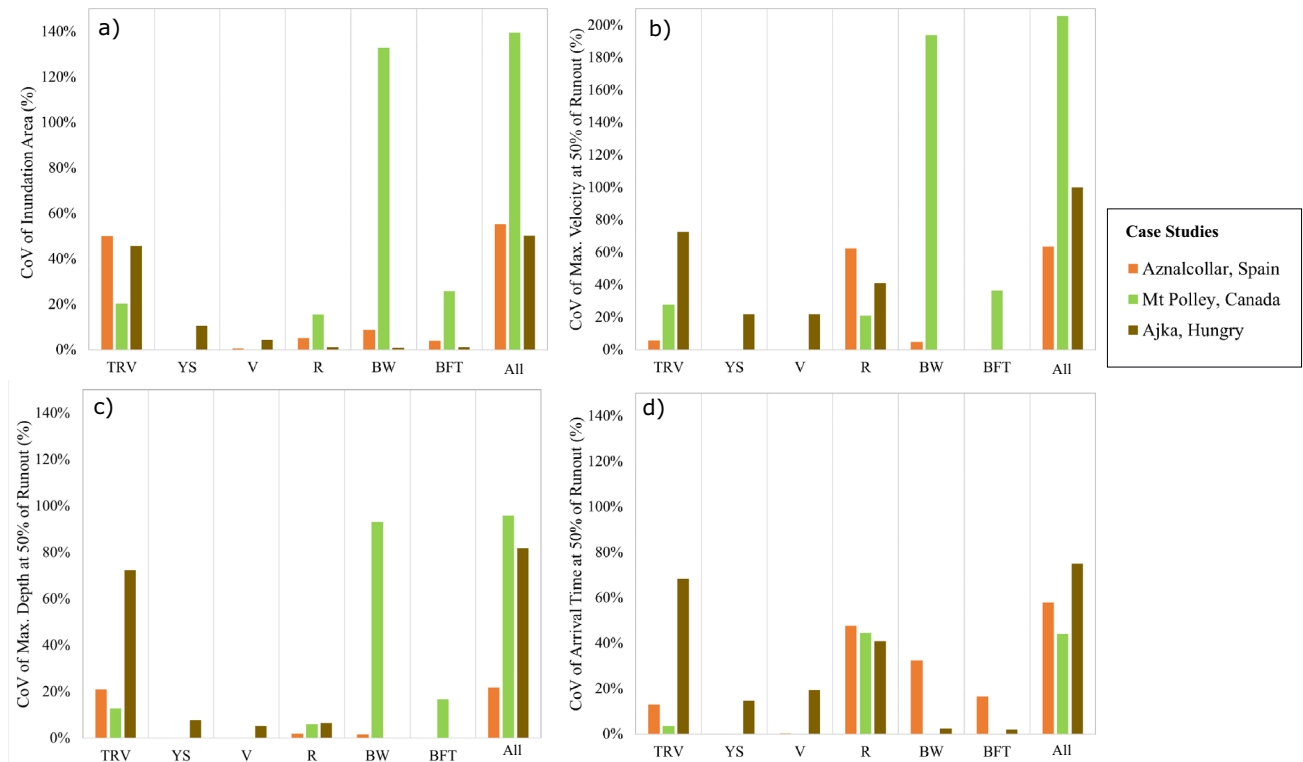 a)
CoV of Inundation Area (%)
140%
120%
100%
80%
60%
40%
20%
0%
TRV YS V R BW BFT All
b)
CoV of Max. Velocity at 50% of Runout (%)
200%
180%
160%
140%
120%
100%
80%
60%
40%
20%
0%
TRV YS V R BW BFT All
Case Studies
Aznalcollar, Spain
Mt Polley, Canada
Ajka, Hungry
c)
CoV of Max. Depth at 50% of Runout (%)
140%
120%
100%
80%
60%
40%
20%
0%
TRV YS V R BW BFT All
d)
CoV of Arrival Time at 50% of Runout (%)
140%
120%
100%
80%
60%
40%
20%
0%
TRV YS V R BW BFT All